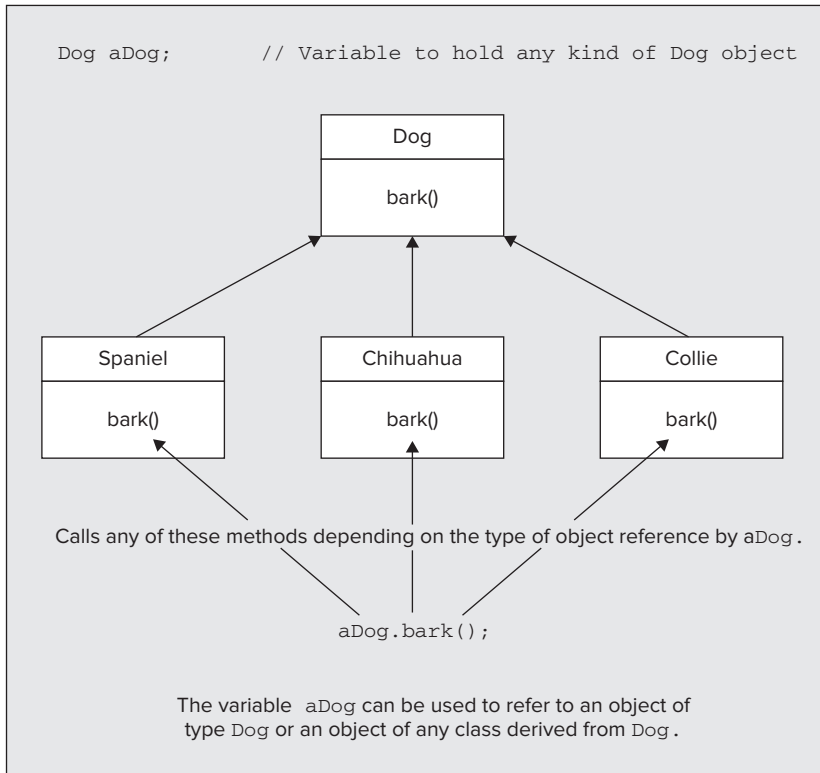 Dog aDog; // Variable to hold any kind of Dog object
Dog
bark()
Spaniel
Chihuahua
Collie
bark()
bark()
bark()
Calls any of these methods depending on the type of object reference by aDog.
aDog.bark();
The variable aDog can be used to refer to an object of
type Dog or an object of any class derived from Dog.